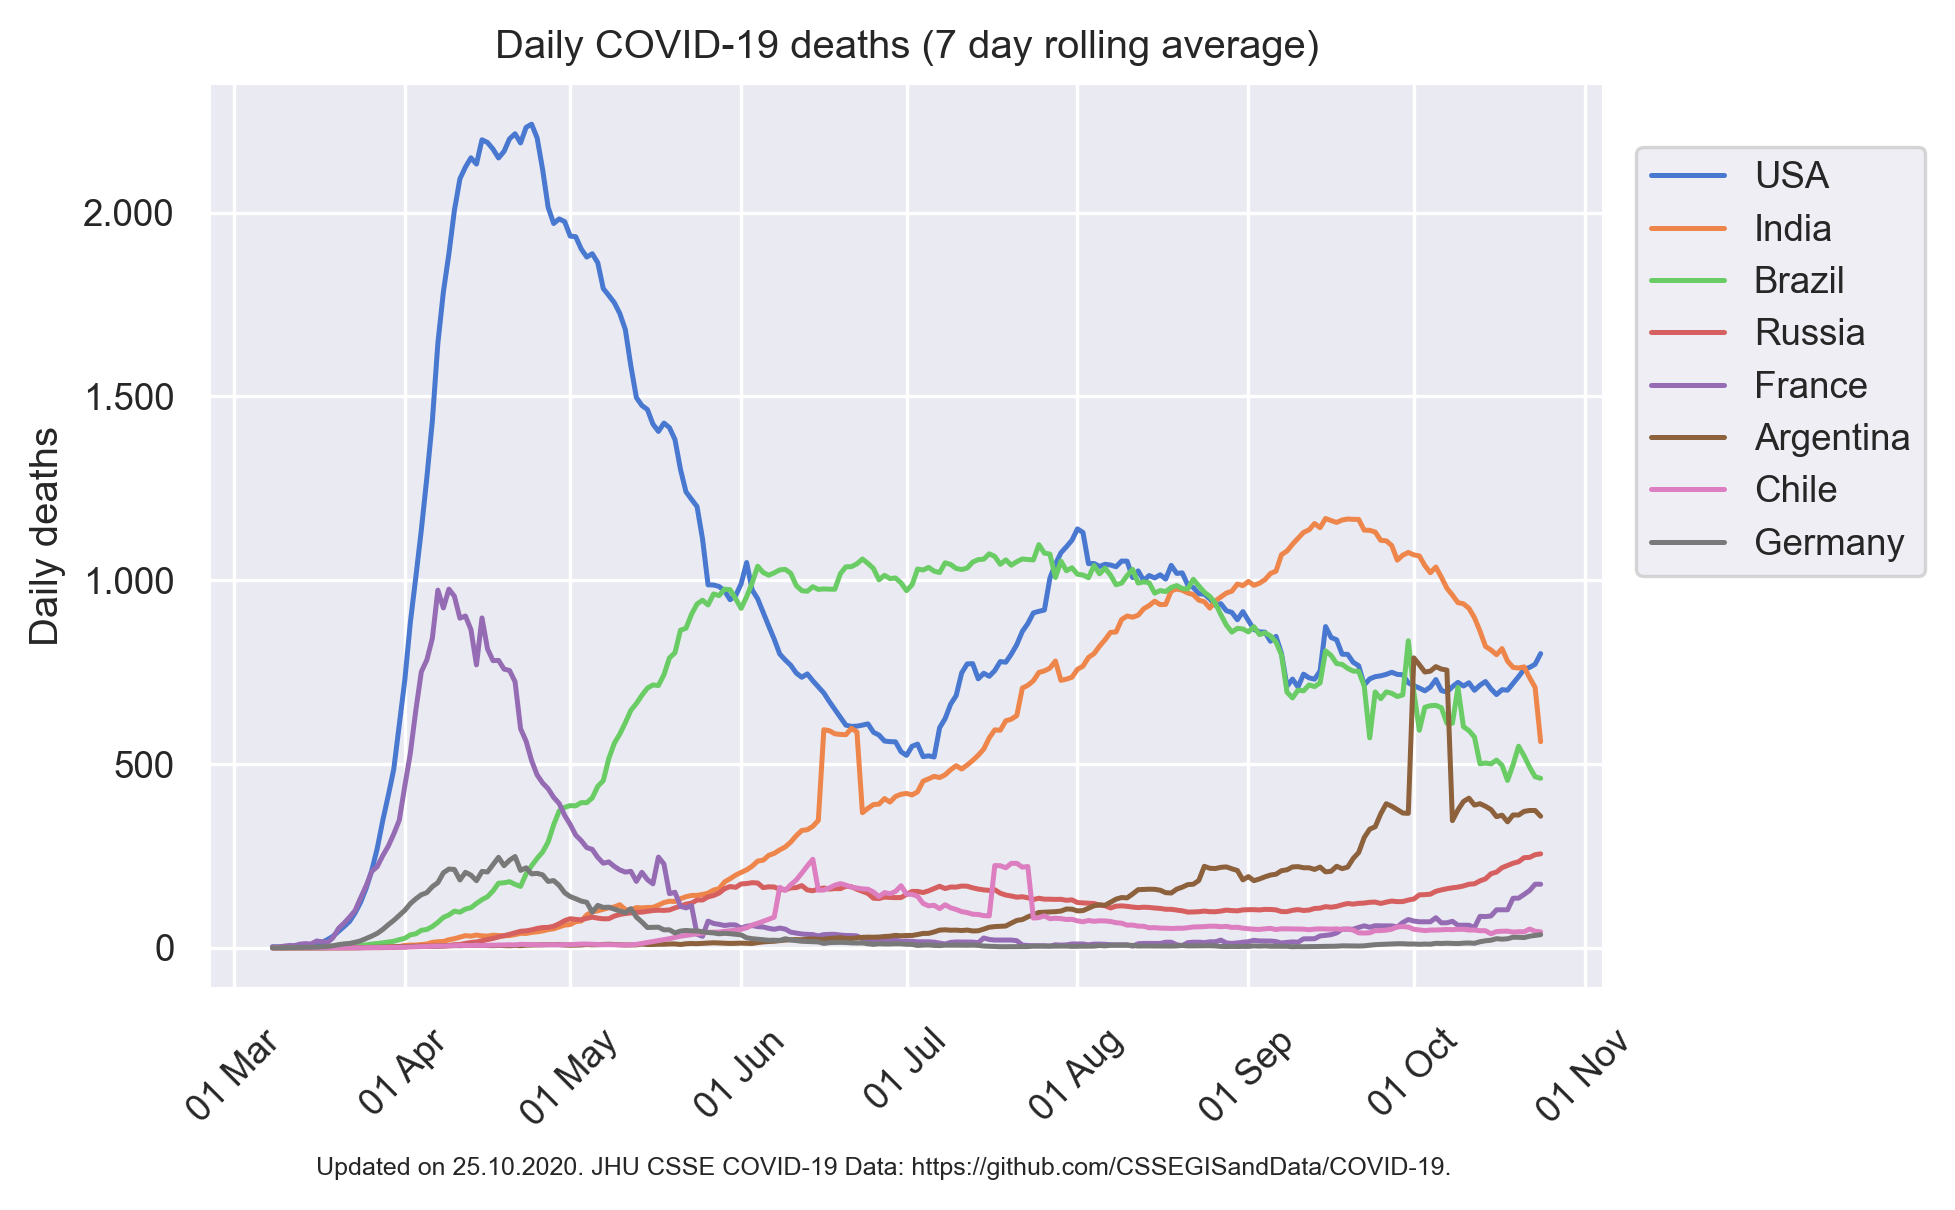 Daily COVID-19 deaths (7 day rolling average)
Daily deaths
2.000
1.500
1.000
500
0
01 Mar
01 Apr
01 May
01 Jun
01 Jul
01 Aug
01 Sep
01 Oct
01 Nov
USA
India
Brazil
Russia
France
Argentina
Chile
Germany
Updated on 25.10.2020. JHU CSSE COVID-19 Data: https://github.com/CSSEGISandData/COVID-19.